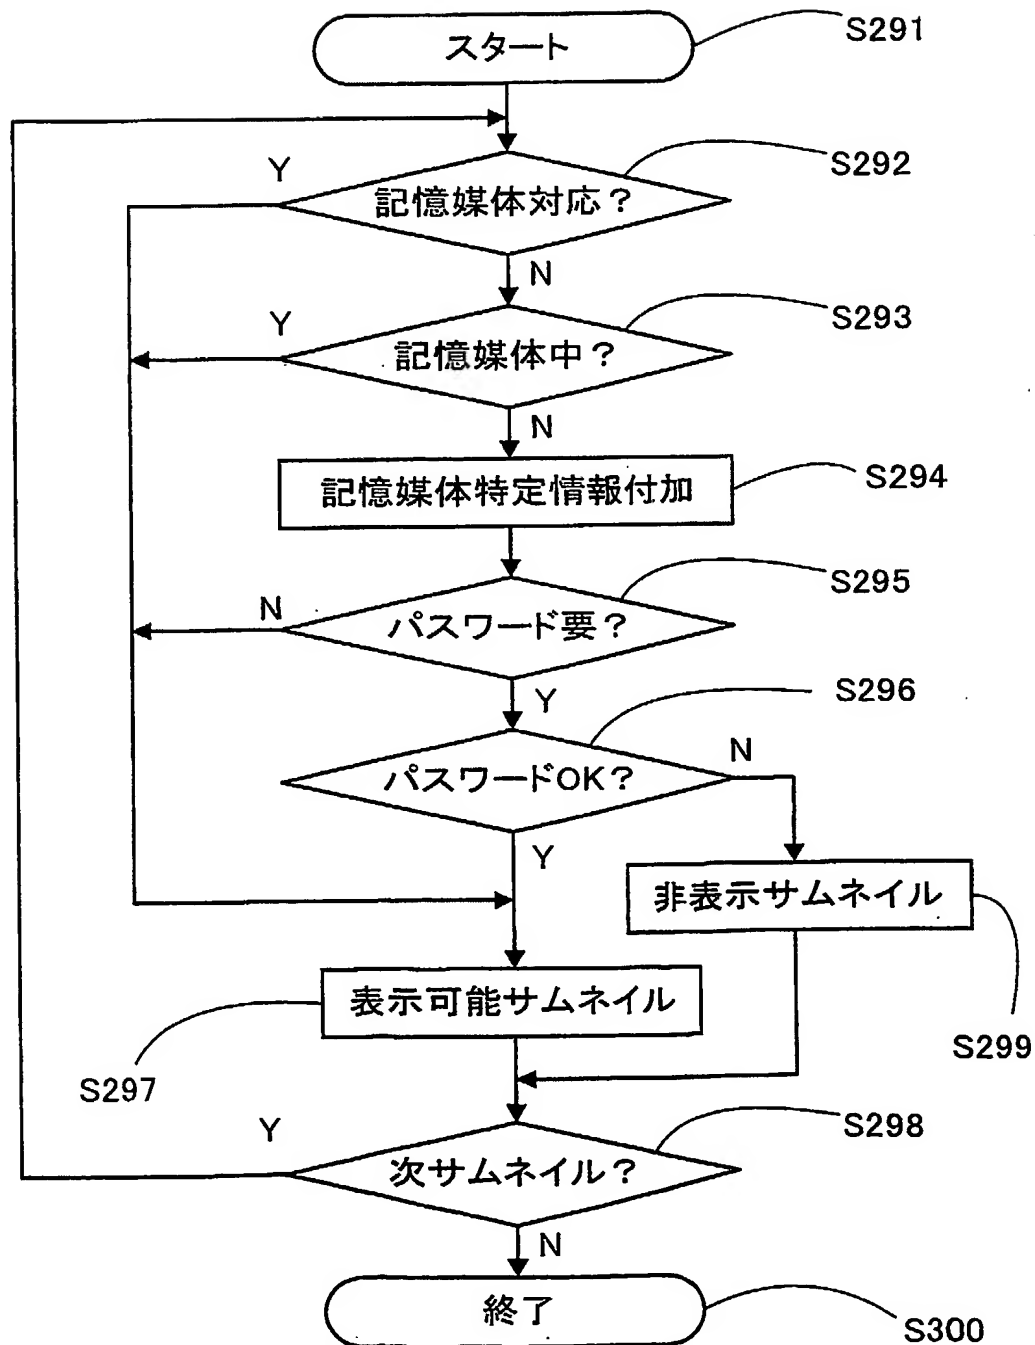 スタート
S291
Y
記憶媒体対応?
S292
N
Y
記憶媒体中?
S293
N
記憶媒体特定情報付加
S294
N
パスワード要?
S295
Y
S296
パスワードOK?
N
Y
非表示サムネイル
S299
表示可能サムネイル
S297
Y
次サムネイル?
S298
N
終了
S300